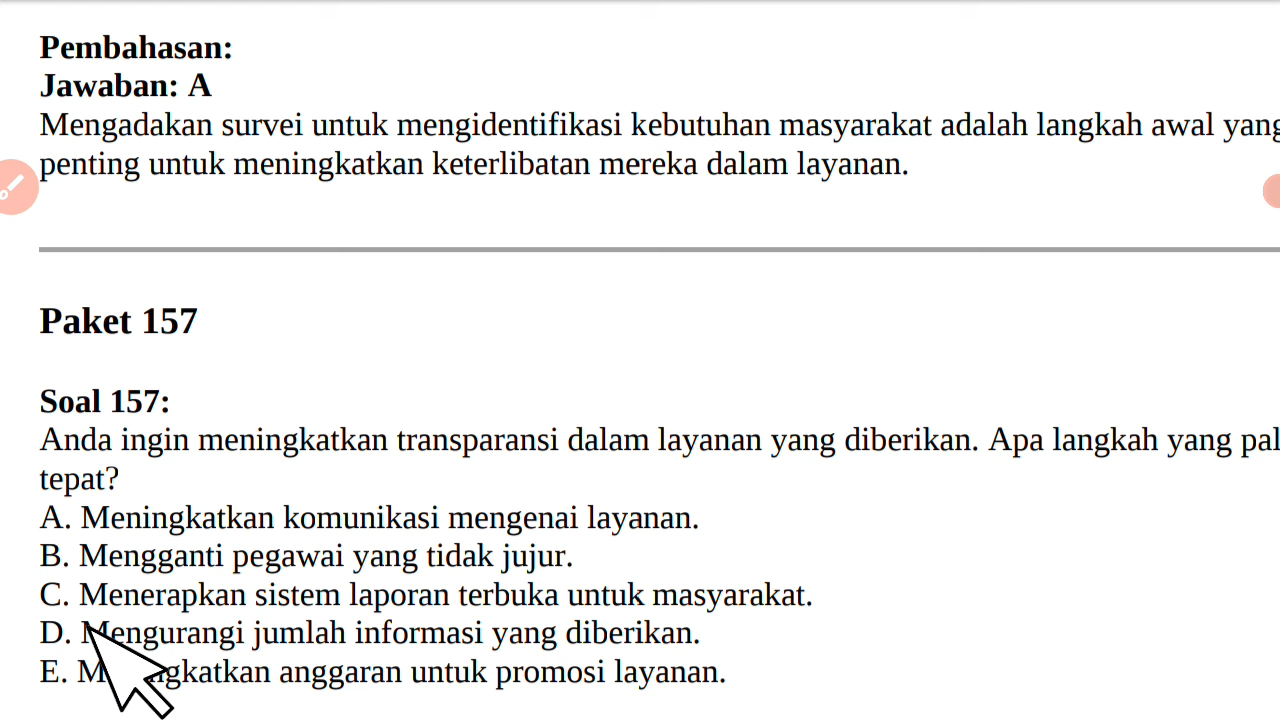 Pembahasan:
Jawaban: A
Mengadakan survei untuk mengidentifikasi kebutuhan masyarakat adalah langkah awal yang
penting untuk meningkatkan keterlibatan mereka dalam layanan.
Paket 157
Soal 157:
Anda ingin meningkatkan transparansi dalam layanan yang diberikan. Apa langkah yang
tepat?
A. Meningkatkan komunikasi mengenai layanan.
B. Mengganti pegawai yang tidak jujur.
C. Menerapkan sistem laporan terbuka untuk masyarakat.
D. Mengurangi jumlah informasi yang diberikan.
E. anggaran untuk promosi layanan.